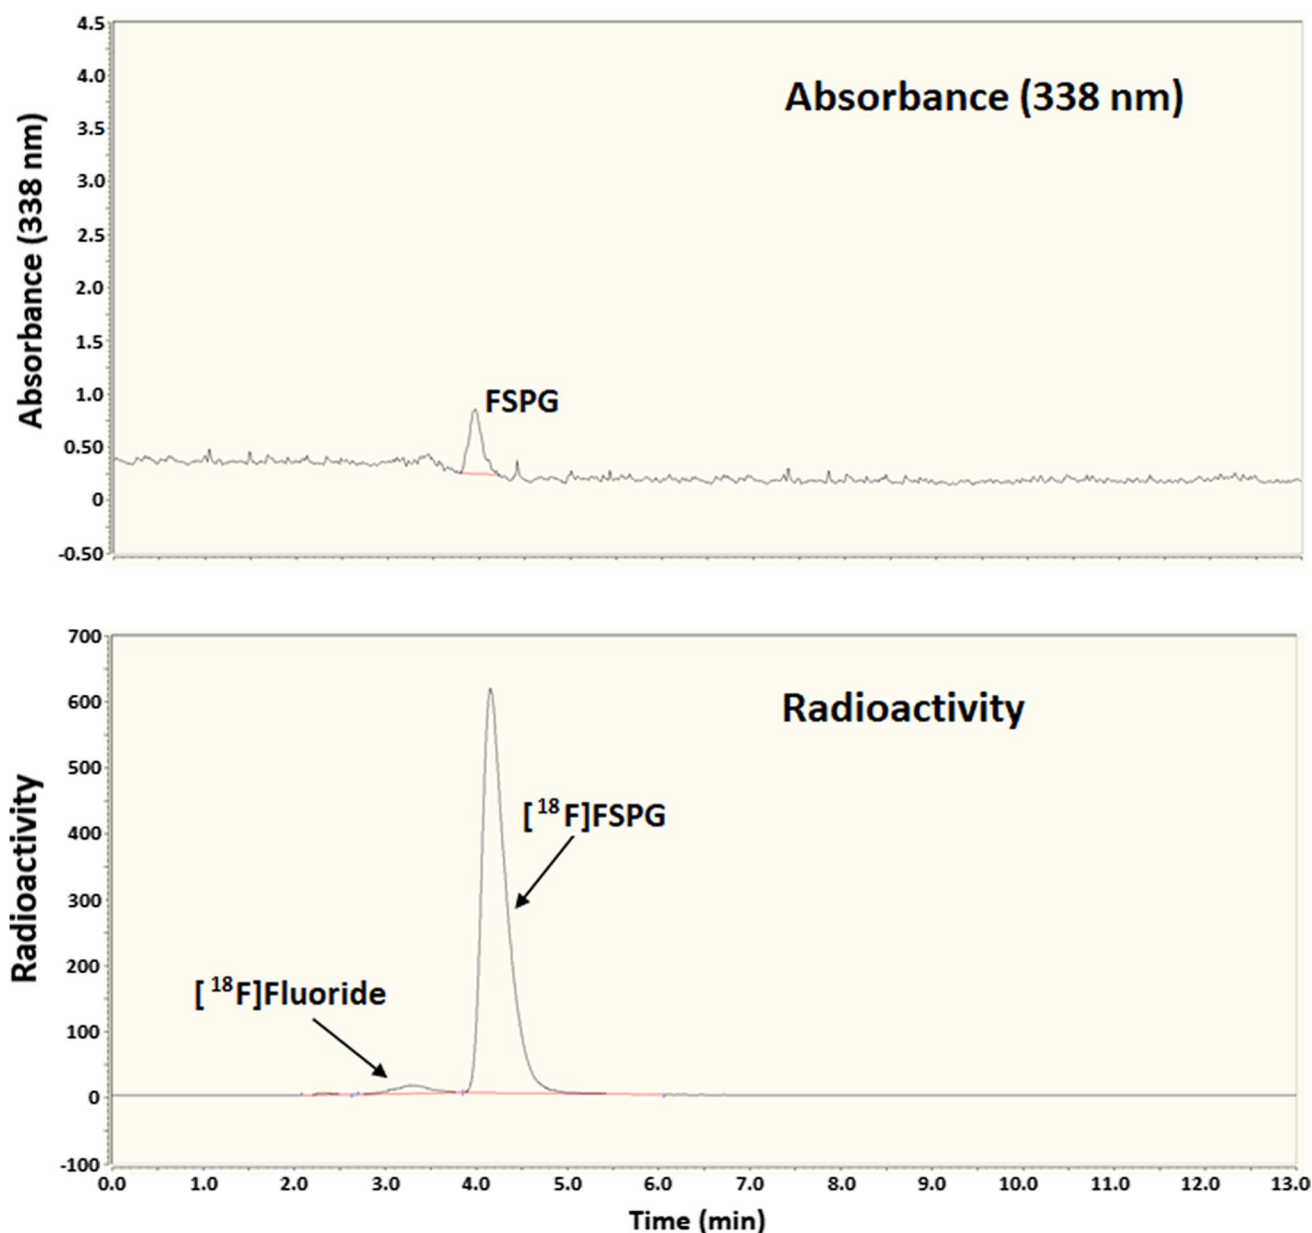 Absorbance (338 nm)
4.5
4.0
3.5
3.0
2.5
2.0
1.5
1.0
0.50
0
-0.50
Absorbance (338 nm)
FSPG
Radioactivity
700
600
500
400
300
200
100
0
-100
Radioactivity
[18F]FSPG
[18F]Fluoride
0.0 1.0 2.0 3.0 4.0 5.0 6.0 7.0 8.0 9.0 10.0 11.0 12.0 13.0
Time (min)